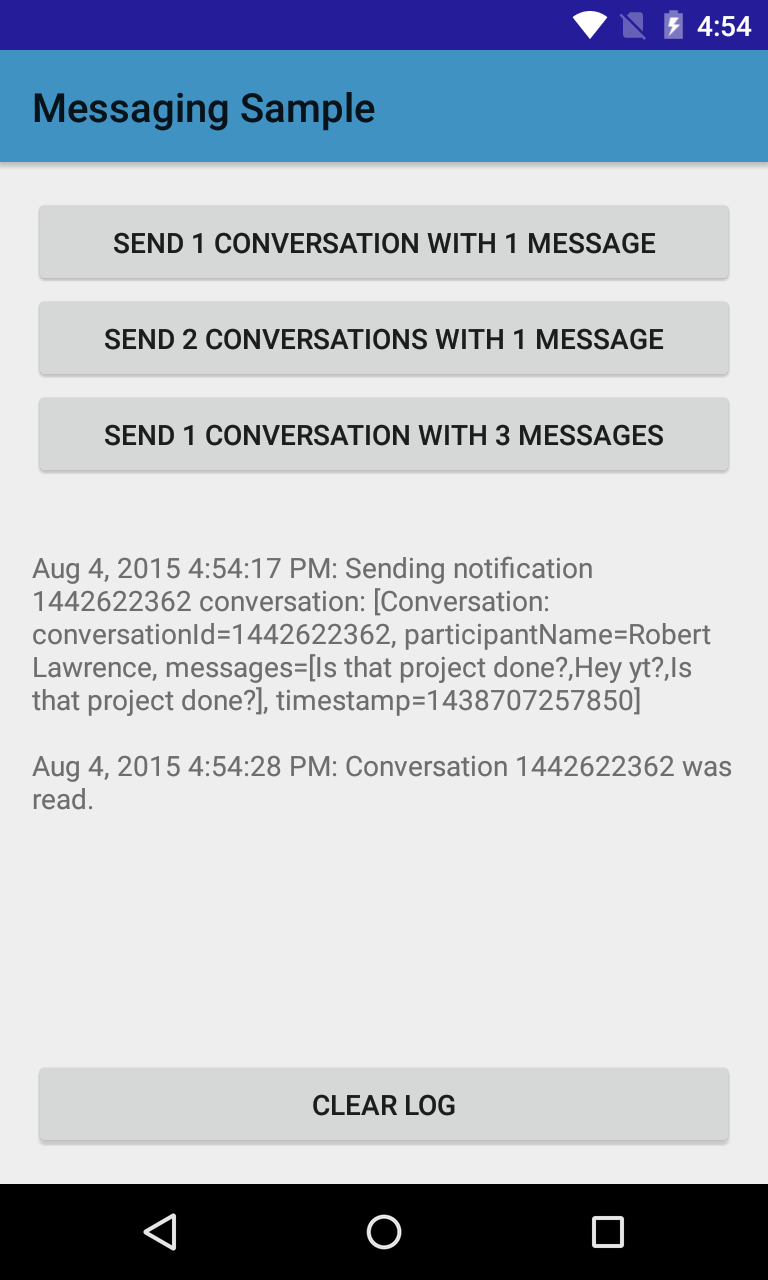 4:54
Messaging Sample
SEND 1 CONVERSATION WITH 1 MESSAGE
SEND 2 CONVERSATIONS WITH 1 MESSAGE
SEND 1 CONVERSATION WITH 3 MESSAGES
Aug 4, 2015 4:54:17 PM: Sending notification
1442622362 conversation: [Conversation:
conversationId=1442622362, participantName=Robert
Lawrence, messages=[Is that project done?,Hey yt?,Is
that project done?], timestamp=1438707257850]
Aug 4, 2015 4:54:28 PM: Conversation 1442622362 was
read.
CLEAR LOG